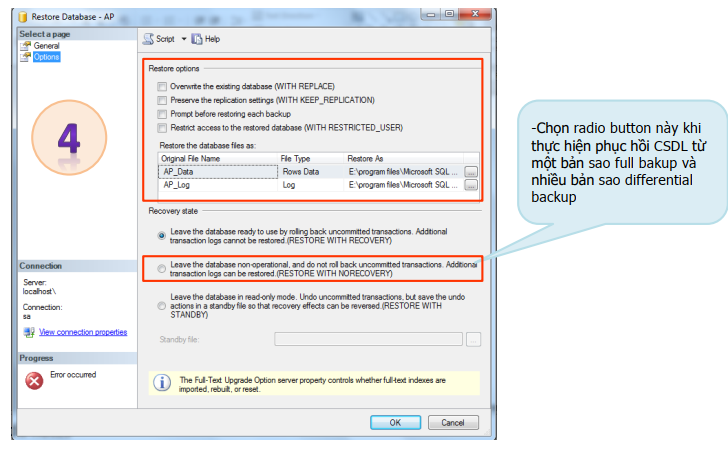 Restore Database - AP
Select a page
General
Options
Script
Help
4
Restore options
Overwrite the existing database (WITH REPLACE)
Preserve the replication settings (WITH KEEP_REPLICATION)
Prompt before restoring each backup
Restrict access to the restored database (WITH RESTRICTED_USER)
Restore the database files as:
Original File Name File Type Restore As
AP_Data Rows Data E:\program files\Microsoft SQL ... ...
AP_Log Log E:\program files\Microsoft SQL ... ...
Recovery state
Leave the database ready to use by rolling back uncommitted transactions. Additional
transaction logs cannot be restored.(RESTORE WITH RECOVERY)
Leave the database non-operational, and do not roll back uncommitted transactions. Additional
transaction logs can be restored.(RESTORE WITH NORECOVERY)
Leave the database in read-only mode. Undo uncommitted transactions, but save the undo
actions in a standby file so that recovery effects can be reversed.(RESTORE WITH
STANDBY)
Standby file:
...
The Full-Text Upgrade Option server property controls whether full-text indexes are
imported, rebuilt, or reset.
Connection
Server:
localhost\
Connection:
sa
View connection properties
Progress
Error occurred
OK
Cancel
-Chọn radio button này khi
thực hiện phục hồi CSDL từ
một bản sao full bakup và
nhiều bản sao differential
backup